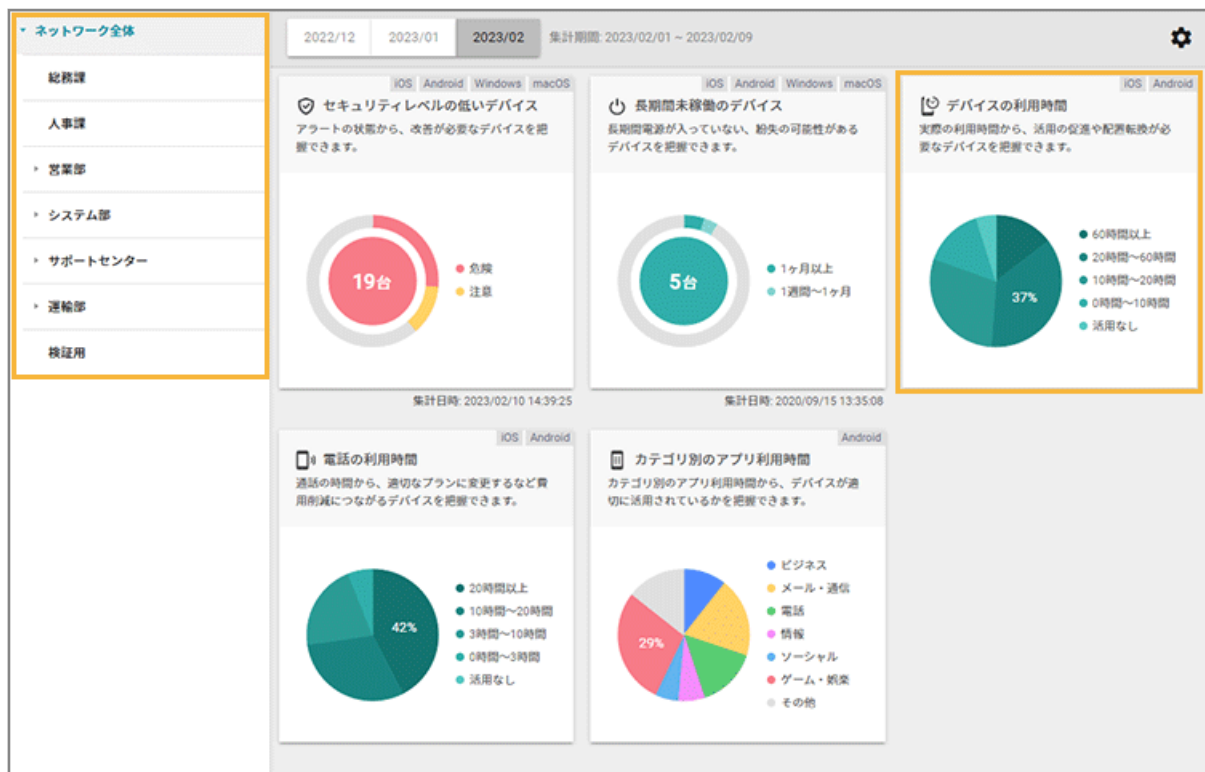 ネットワーク全体
総務課
人事課
営業部
システム部
サポートセンター
運輸部
検証用
2022/12
2023/01
2023/02
集計期間: 2023/02/01 ~ 2023/02/09
iOS Android Windows macOS
セキュリティレベルの低いデバイス
アラートの状態から、改善が必要なデバイスを把
握できます。
19台
危険
注意
集計日時: 2023/02/10 14:39:25
iOS Android Windows macOS
長期間未稼働のデバイス
長期間電源が入っていない、紛失の可能性がある
デバイスを把握できます。
5台
1ヶ月以上
1週間〜1ヶ月
集計日時: 2020/09/15 13:35:08
iOS Android
デバイスの利用時間
実際の利用時間から、活用の促進や配置転換が必
要なデバイスを把握できます。
37%
60時間以上
20時間〜60時間
10時間〜20時間
0時間〜10時間
活用なし
iOS Android
電話の利用時間
通話の時間から、適切なプランに変更するなど費
用削減につながるデバイスを把握できます。
42%
20時間以上
10時間〜20時間
3時間〜10時間
0時間〜3時間
活用なし
Android
カテゴリ別のアプリ利用時間
カテゴリ別のアプリ利用時間から、デバイスが適
切に活用されているかを把握できます。
29%
ビジネス
メール・通信
電話
情報
ソーシャル
ゲーム・娯楽
その他